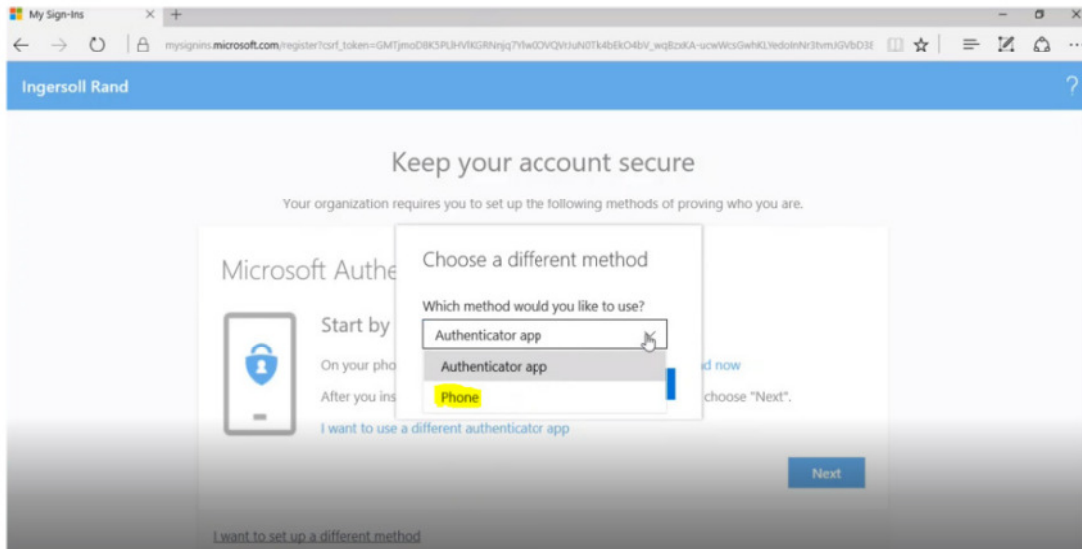 My Sign-Ins
mysignins.microsoft.com/register?csrf_token=
Ingersoll Rand
?
Keep your account secure
Your organization requires you to set up the following methods of proving who you are.
Microsoft Authe
Choose a different method
Which method would you like to use?
Start by
Authenticator app
On your pho
Authenticator app
d now
After you ins
Phone
choose "Next".
I want to use a different authenticator app
Next
I want to set up a different method